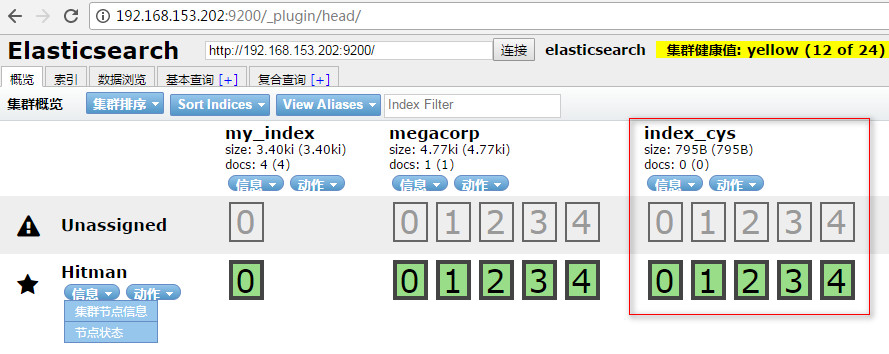 192.168.153.202:9200/_plugin/head/
Elasticsearch http://192.168.153.202:9200/ 连接 elasticsearch 集群健康值: yellow (12 of 24)
概览 索引 数据浏览 基本查询 [+] 复合查询 [+]
集群概览 集群排序 Sort Indices View Aliases Index Filter
my_index megacorp index_cys
size: 3.40ki (3.40ki) size: 4.77ki (4.77ki) size: 795B (795B)
docs: 4 (4) docs: 1 (1) docs: 0 (0)
信息 动作 信息 动作 信息 动作
Unassigned 0 0 1 2 3 4 0 1 2 3 4
Hitman 0 0 1 2 3 4 0 1 2 3 4
信息 动作
集群节点信息
节点状态